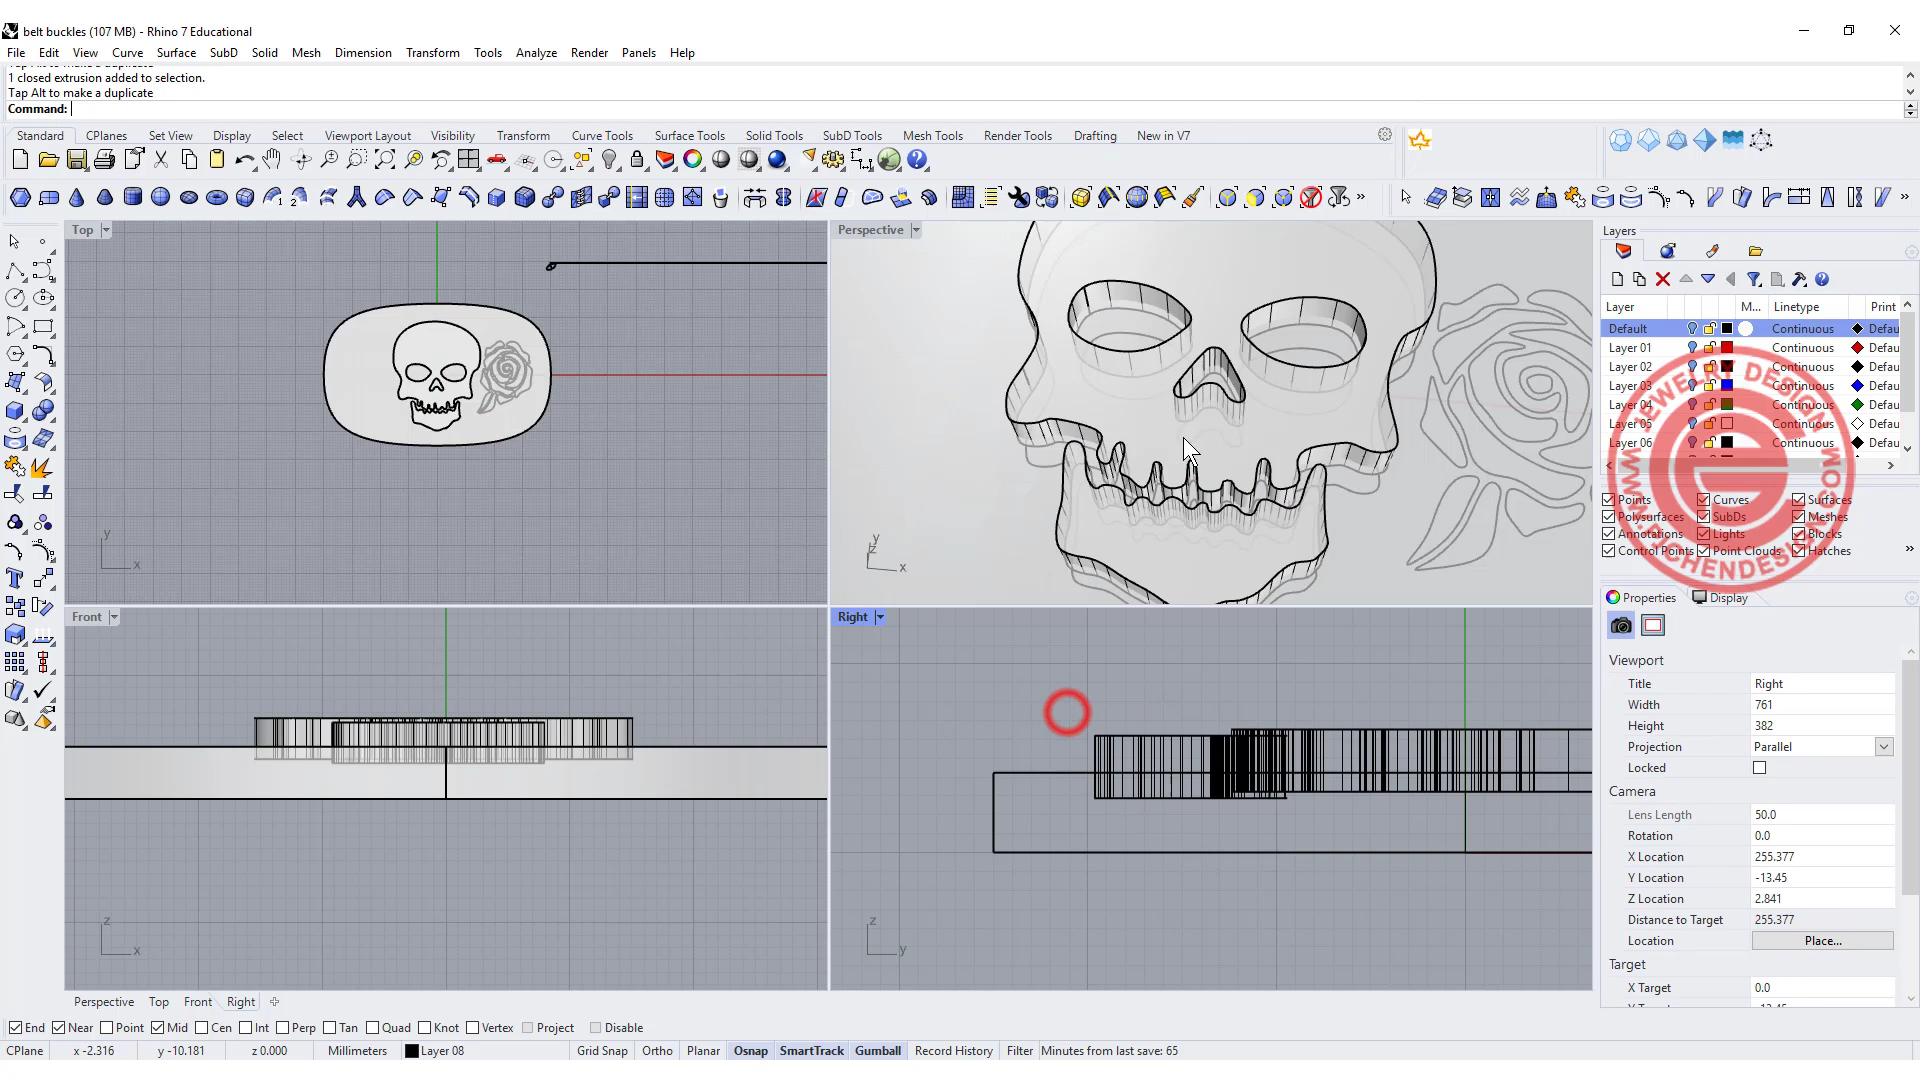 belt buckles (107 MB) - Rhino 7 Educational
File Edit View Curve Surface SubD Solid Mesh Dimension Transform Tools Analyze Render Panels Help
1 closed extrusion added to selection.
Tap Alt to make a duplicate
Command:
Standard CPlanes Set View Display Select Viewport Layout Visibility Transform Curve Tools Surface Tools Solid Tools SubD Tools Mesh Tools Render Tools Drafting New in V7
Top
Perspective
Layers
Layer M... Linetype Print
Default Continuous Defau
Layer 01 Continuous Defau
Layer 02 Continuous Defau
Layer 03 Continuous Defau
Layer 04 Continuous Defau
Layer 05 Continuous Defau
Layer 06 Continuous Defau
JEWELRY DESIGN
WWW.PJCHENDESIGN.COM
Points Curves Surfaces
Polysurfaces SubDs Meshes
Annotations Lights Blocks
Control Points Point Clouds Hatches
y x
y z x
Front
Right
z x
z y
Properties Display
Viewport
Title Right
Width 761
Height 382
Projection Parallel
Locked
Camera
Lens Length 50.0
Rotation 0.0
X Location 255.377
Y Location -13.45
Z Location 2.841
Distance to Target 255.377
Location Place...
Target
X Target 0.0
Perspective Top Front Right
End Near Point Mid Cen Int Perp Tan Quad Knot Vertex Project Disable
CPlane x -2.316 y -10.181 z 0.000 Millimeters Layer 08 Grid Snap Ortho Planar Osnap SmartTrack Gumball Record History Filter Minutes from last save: 65